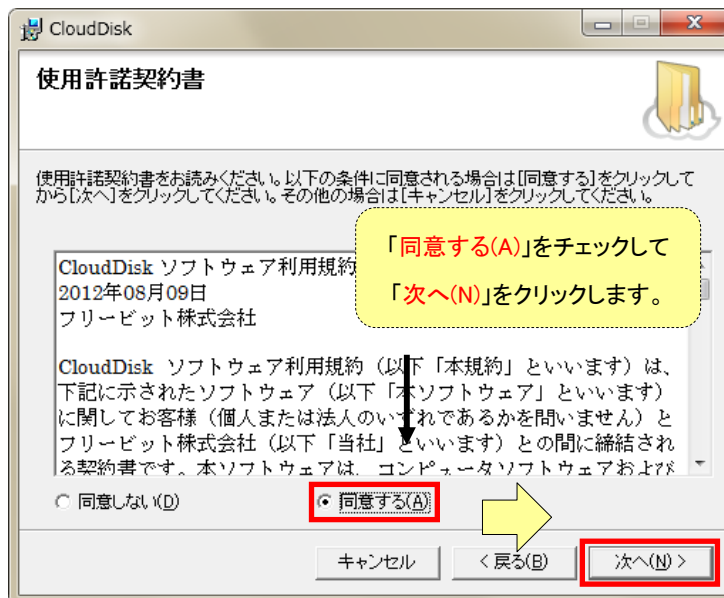 CloudDisk
使用許諾契約書
使用許諾契約書をお読みください。以下の条件に同意される場合は[同意する]をクリックして
から[次へ]をクリックしてください。その他の場合は[キャンセル]をクリックしてください。
「同意する(A)」をチェックして
「次へ(N)」をクリックします。
CloudDisk ソフトウェア利用規約
2012年08月09日
フリービット株式会社
CloudDisk ソフトウェア利用規約（以下「本規約」といいます）は、
下記に示されたソフトウェア（以下「本ソフトウェア」といいます）
に関してお客様（個人または法人のいずれであるかを問いません）と
フリービット株式会社（以下「当社」といいます）との間に締結され
る契約書です。本ソフトウェアは、コンピュータソフトウェアおよび
同意しない(D)
同意する(A)
キャンセル
< 戻る(B)
次へ(N) >